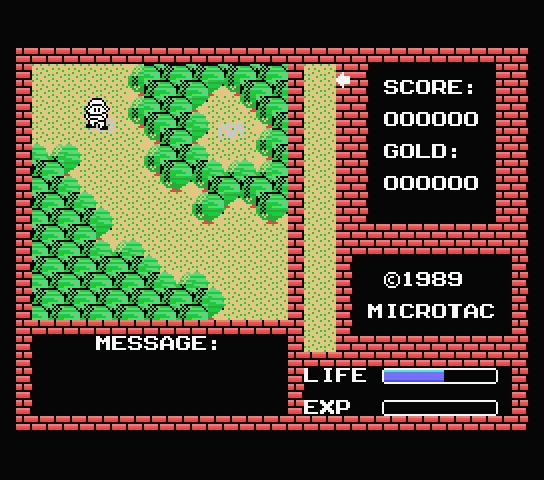 SCORE:
000000
GOLD:
000000
©1989
MICROTAC
MESSAGE:
LIFE
EXP